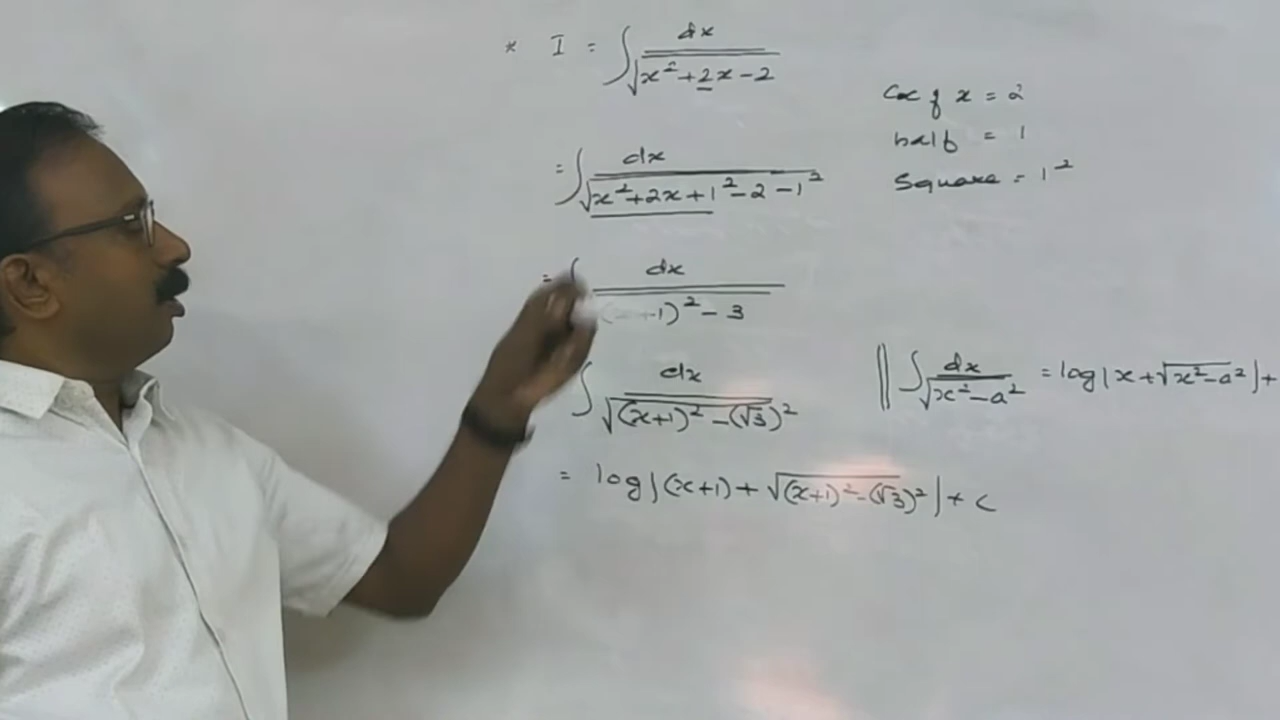 * I = ∫ dx / √x²+2x-2
Coe of x = 2
half = 1
Square = 1²
= ∫ dx / √x²+2x+1²-2-1²
= ∫ dx / +1)² - 3
∫ dx / √(x+1)² - (√3)²
|| ∫ dx / √x²-a² = log|x+√x²-a²|+
= log|(x+1) + √(x+1)²-(√3)²| + c